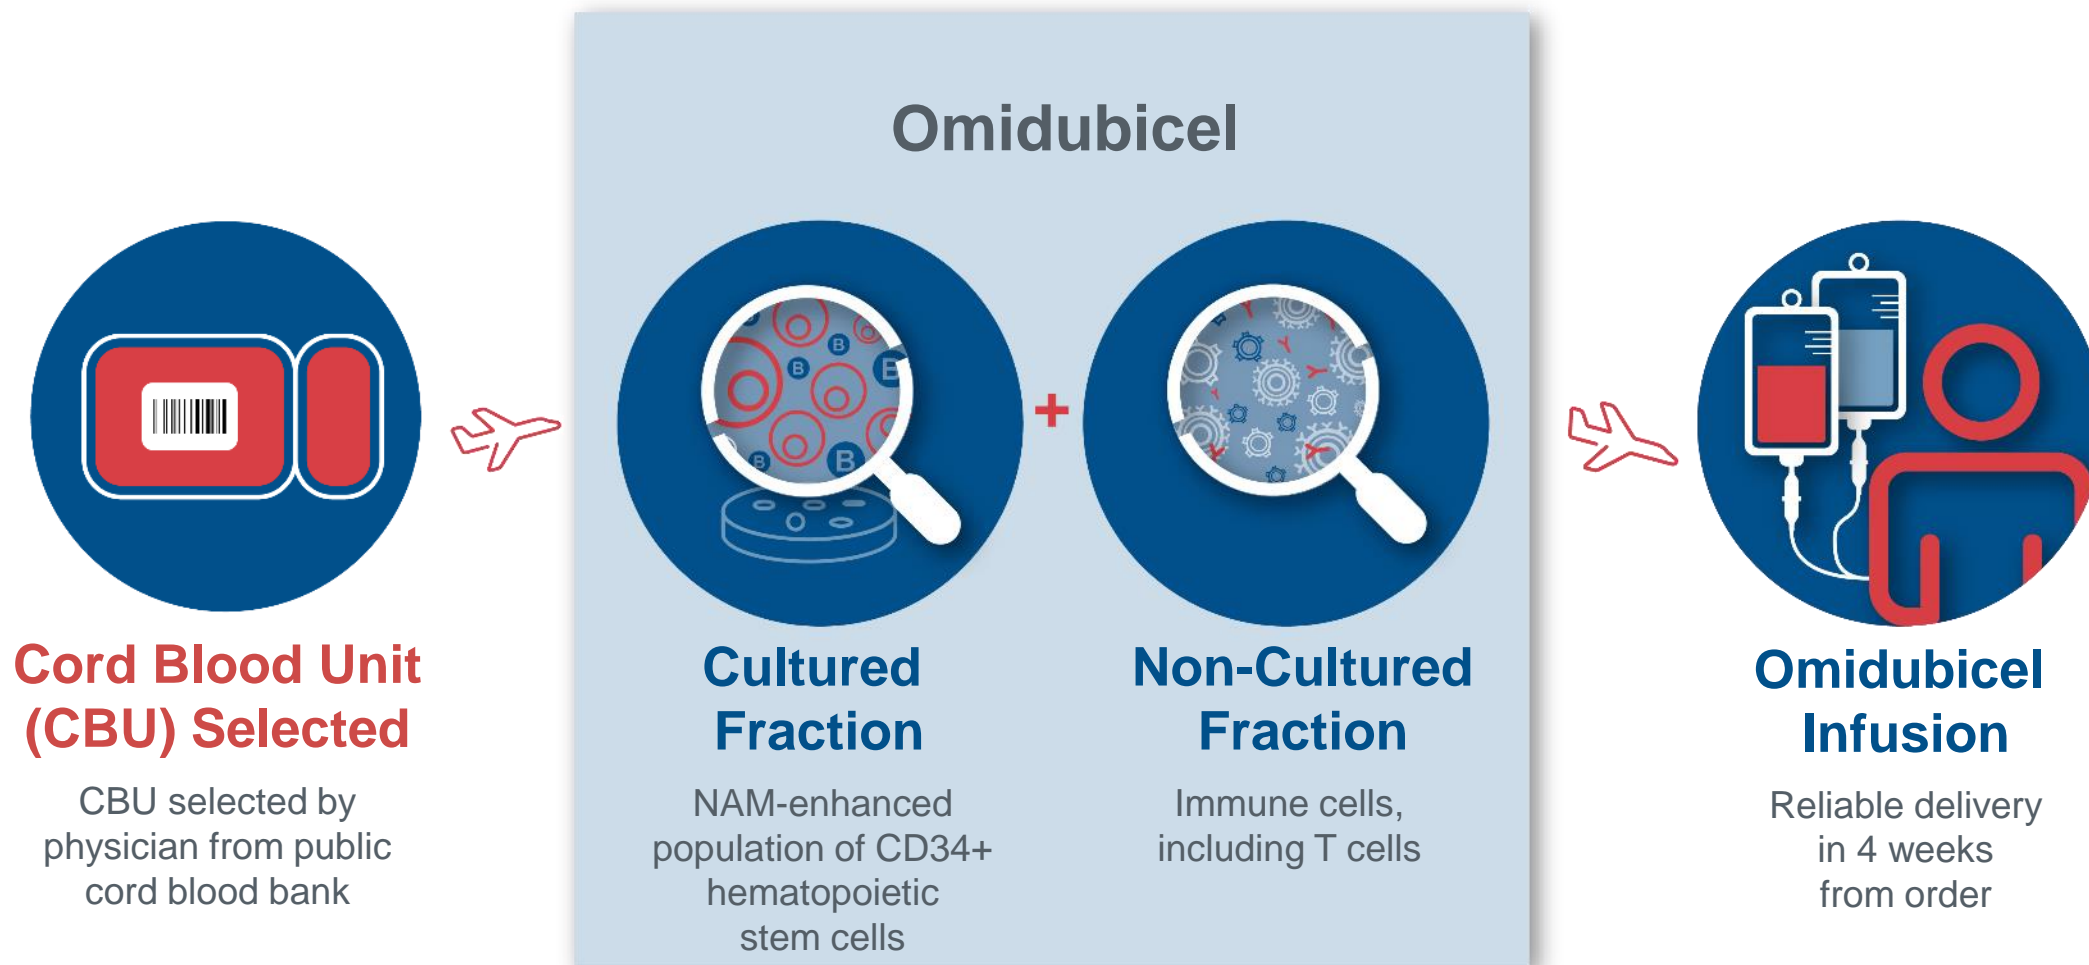 Omidubicel
Cord Blood Unit
(CBU) Selected
CBU selected by
physician from public
cord blood bank
B
B
B
B
B
B
Cultured
Fraction
NAM-enhanced
population of CD34+
hematopoietic
stem cells
+
Non-Cultured
Fraction
Immune cells,
including T cells
Omidubicel
Infusion
Reliable delivery
in 4 weeks
from order